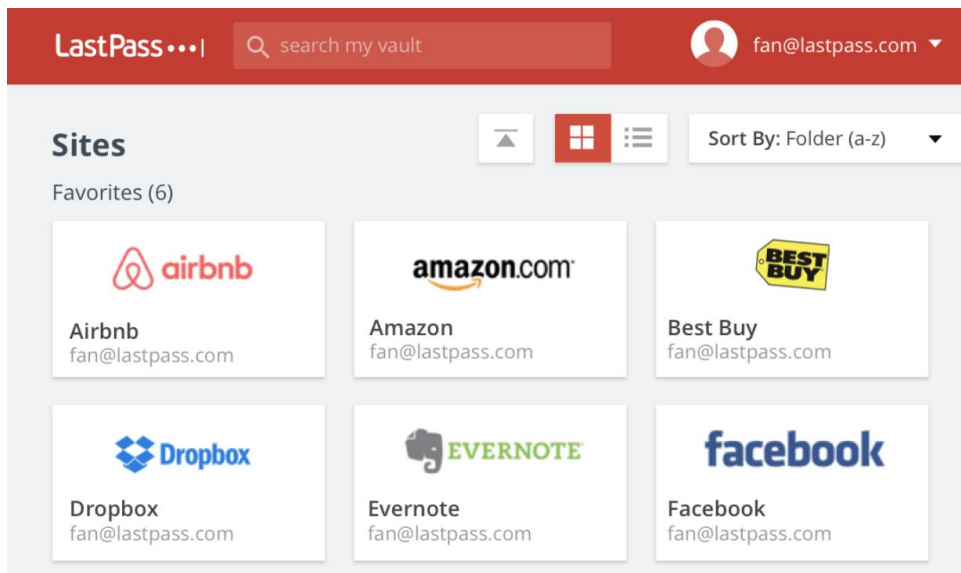 LastPass •••|
search my vault
fan@lastpass.com
Sites
Sort By: Folder (a-z)
Favorites (6)
airbnb
Airbnb
fan@lastpass.com
amazon.com
Amazon
fan@lastpass.com
BEST
BUY
Best Buy
fan@lastpass.com
Dropbox
Dropbox
fan@lastpass.com
EVERNOTE
Evernote
fan@lastpass.com
facebook
Facebook
fan@lastpass.com